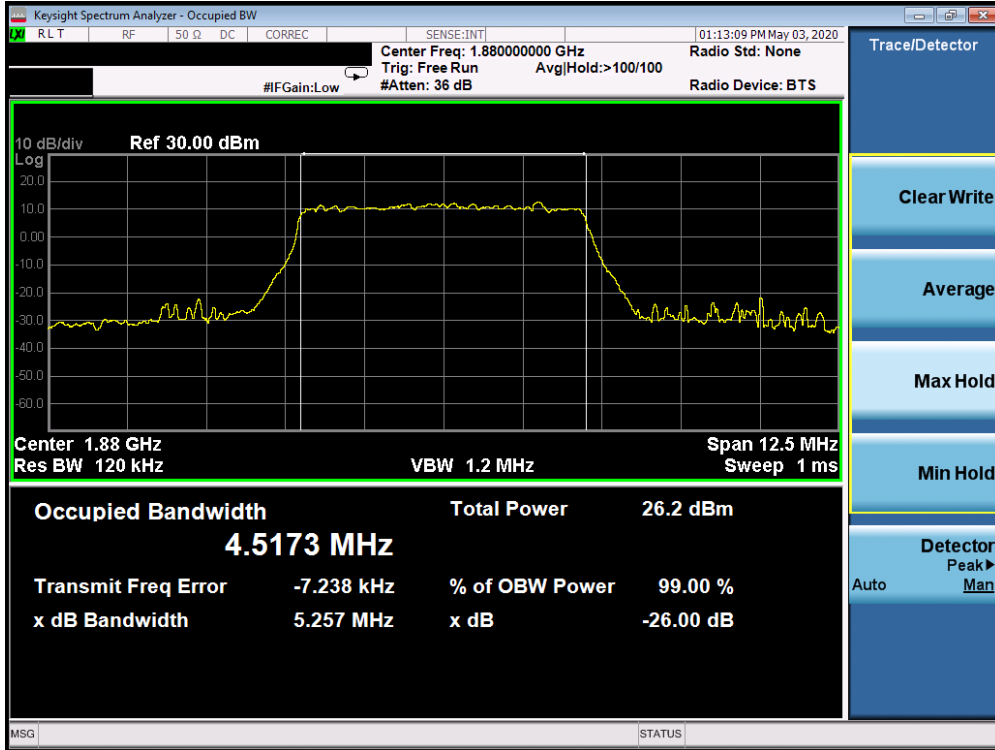 Keysight Spectrum Analyzer - Occupied BW
LXI RLT RF 50 Ω DC CORREC SENSE:INT 01:13:09 PM May 03, 2020
Center Freq: 1.880000000 GHz Radio Std: None
Trig: Free Run Avg|Hold:>100/100
#IFGain:Low #Atten: 36 dB Radio Device: BTS
10 dB/div Ref 30.00 dBm
Log
20.0
10.0
0.00
-10.0
-20.0
-30.0
-40.0
-50.0
-60.0
Center 1.88 GHz Span 12.5 MHz
Res BW 120 kHz VBW 1.2 MHz Sweep 1 ms
Occupied Bandwidth Total Power 26.2 dBm
4.5173 MHz
Transmit Freq Error -7.238 kHz % of OBW Power 99.00 %
x dB Bandwidth 5.257 MHz x dB -26.00 dB
MSG STATUS
Trace/Detector
Clear Write
Average
Max Hold
Min Hold
Detector
Peak▶
Auto Man